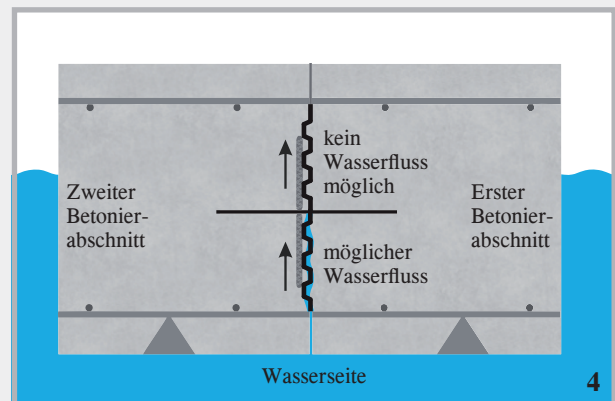 kein
Wasserfluss
möglich
Zweiter
Betonier-
abschnitt
Erster
Betonier-
abschnitt
möglicher
Wasserfluss
Wasserseite
4